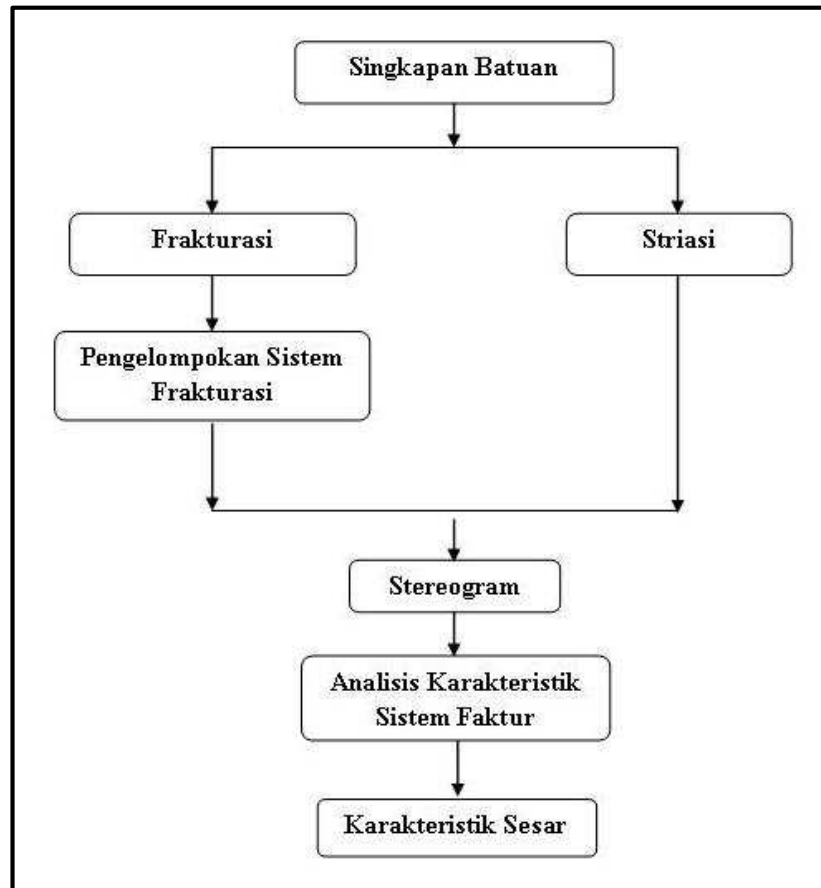 Singkapan Batuan
Frakturasi
Striasi
Pengelompokan Sistem
Frakturasi
Stereogram
Analisis Karakteristik
Sistem Faktur
Karakteristik Sesar